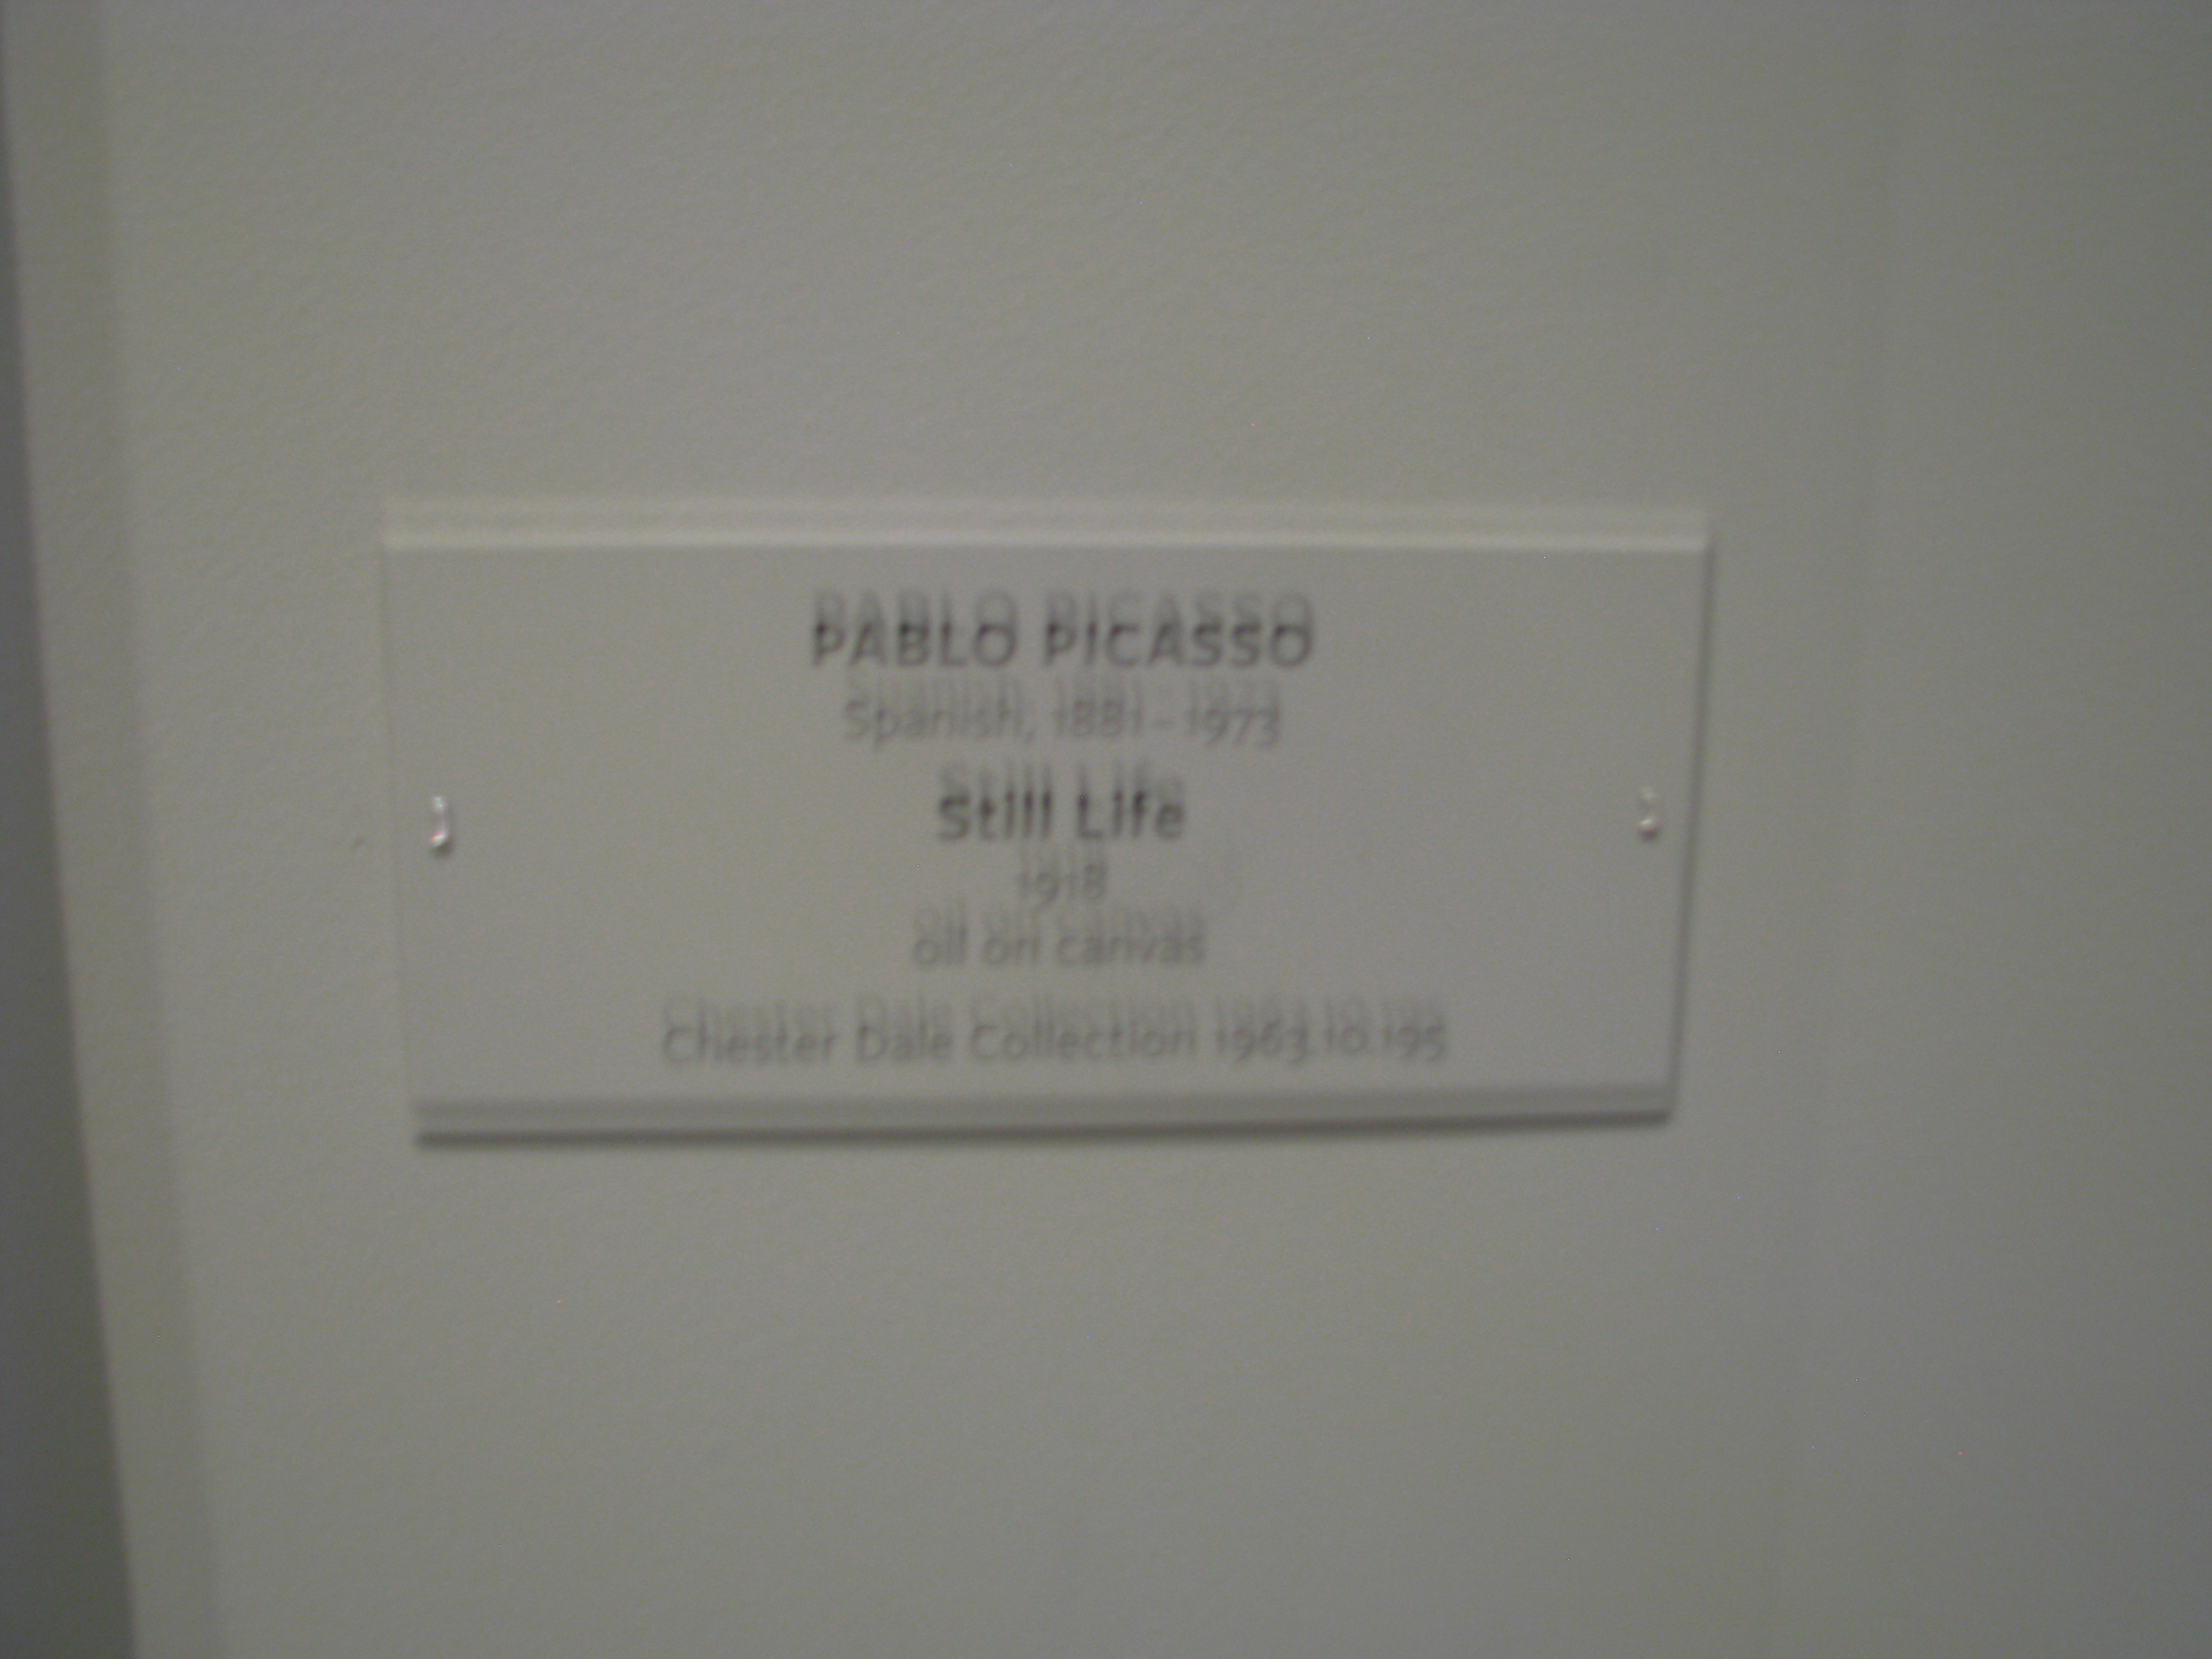 PABLO PICASSO
Spanish, 1881-1973
Still Life
1918
oil on canvas
Chester Dale Collection 1963.10.195